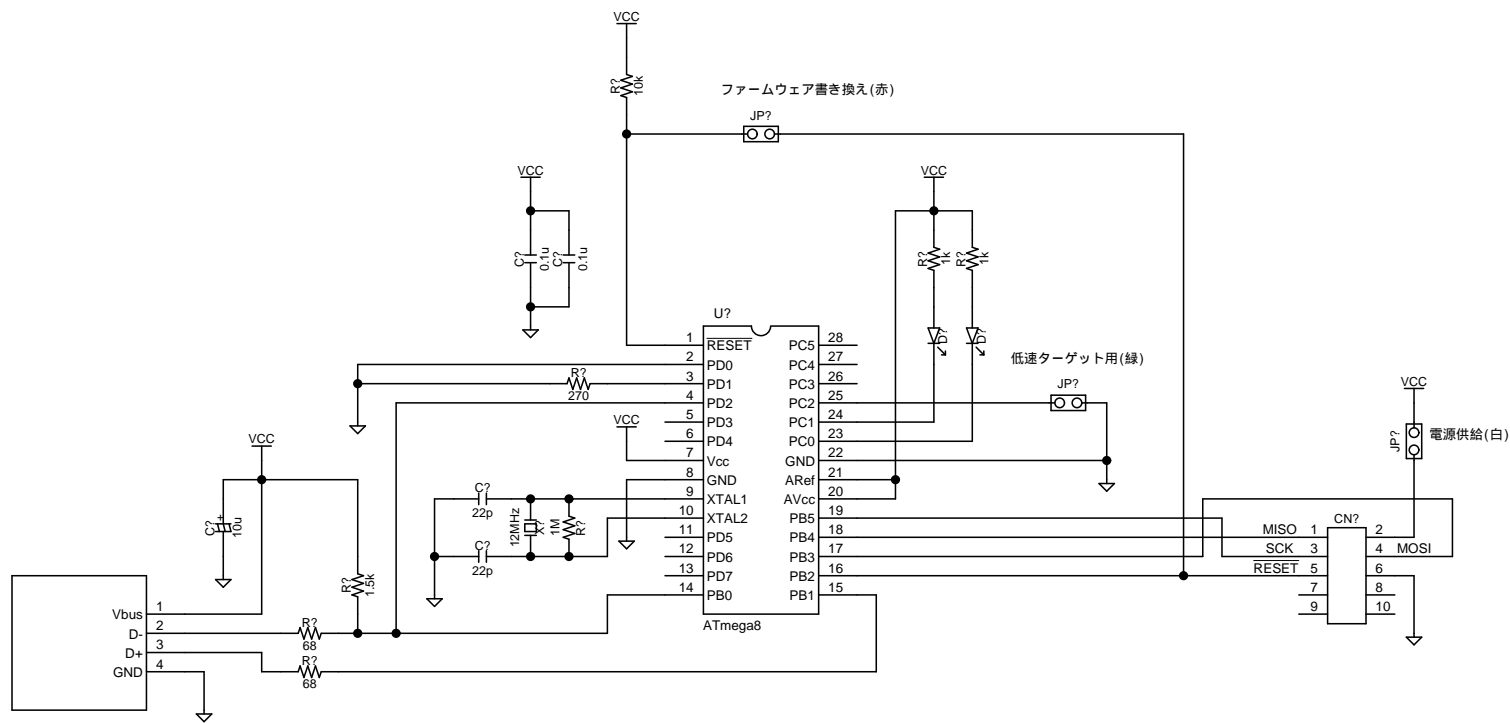 VCC
R?
10k
ファームウェア書き換え(赤)
JP?
VCC
C?
0.1u
C?
0.1u
VCC
R?
1k
R?
1k
D?
D?
低速ターゲット用(緑)
JP?
VCC
JP?
電源供給(白)
U?
1 RESET
2 PD0
3 PD1
4 PD2
5 PD3
6 PD4
7 Vcc
8 GND
9 XTAL1
10 XTAL2
11 PD5
12 PD6
13 PD7
14 PB0
PC5 28
PC4 27
PC3 26
PC2 25
PC1 24
PC0 23
GND 22
ARef 21
AVcc 20
PB5 19
PB4 18
PB3 17
PB2 16
PB1 15
ATmega8
R?
270
VCC
C?
22p
C?
22p
12MHz
X?
1M
R?
VCC
C?
+
10u
R?
1.5k
Vbus 1
D- 2
D+ 3
GND 4
R?
68
R?
68
CN?
MISO 1
SCK 3
RESET 5
7
9
2
4 MOSI
6
8
10